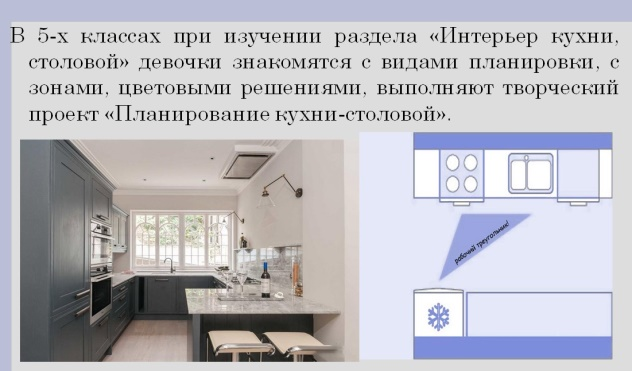 В 5-х классах при изучении раздела «Интерьер кухни,
столовой» девочки знакомятся с видами планировки, с
зонами, цветовыми решениями, выполняют творческий
проект «Планирование кухни-столовой».
рабочий треугольник